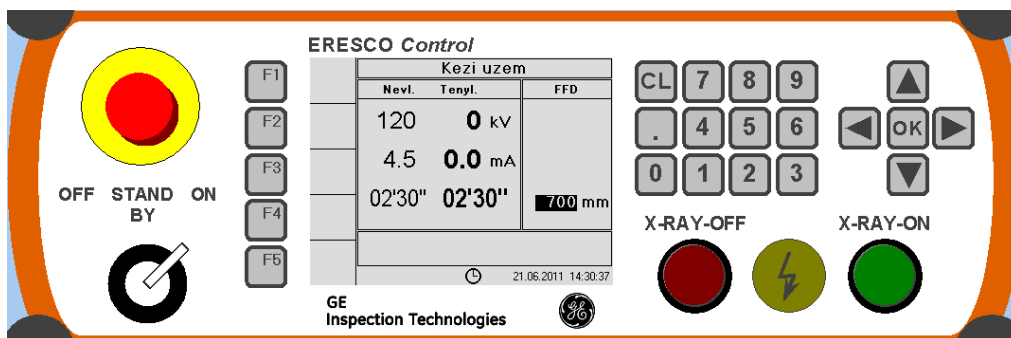 ERESCO Control
F1
F2
F3
F4
F5
Kezi uzem
Nevl. Tenyl. FFD
120 0 kV
4.5 0.0 mA
02'30" 02'30" 700 mm
21.06.2011 14:30:37
OFF STAND BY ON
CL 7 8 9
. 4 5 6
0 1 2 3
OK
X-RAY-OFF X-RAY-ON
GE
Inspection Technologies
GE